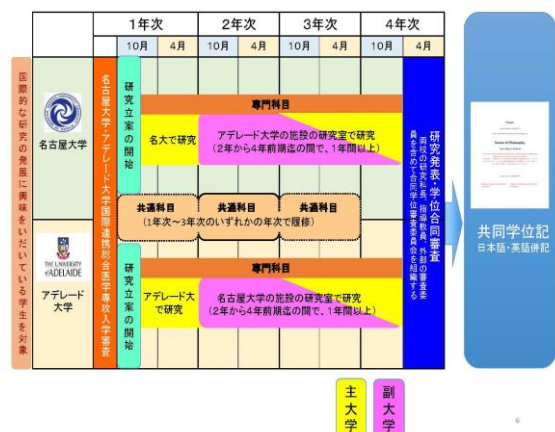 1年次 2年次 3年次 4年次
10月 4月 10月 4月 10月 4月 10月 4月
国際的な研究の発展に興味をいだいている学生を対象
名古屋大学
THE UNIVERSITY
of ADELAIDE
アデレード
大学
名古屋大学・アデレード大学国際連携総合医学専攻入学審査
研究立案の開始
専門科目
名大で研究
アデレード大学の施設の研究室で研究
(2年から4年前期迄の間で、1年間以上)
共通科目 共通科目 共通科目
(1年次~3年次のいずれかの年次で履修)
研究立案の開始
専門科目
アデレード大
で研究
名古屋大学の施設の研究室で研究
(2年から4年前期迄の間で、1年間以上)
研究発表・学位合同審査
両校の研究科長、指導教員、外部の審査委
員を含めて合同学位審査委員会を組織する
共同学位記
日本語・英語併記
主大学
副大学
6